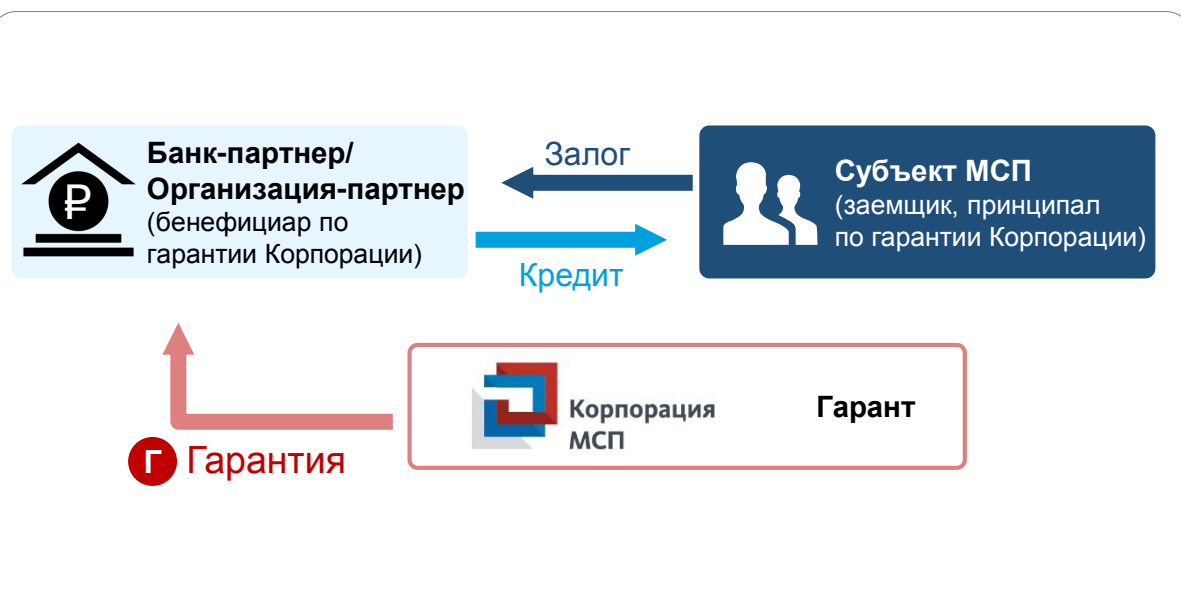 Банк-партнер/
Организация-партнер
(бенефициар по
гарантии Корпорации)
₽
Залог
Кредит
Субъект МСП
(заемщик, принципал
по гарантии Корпорации)
Корпорация
МСП
Гарант
Г Гарантия